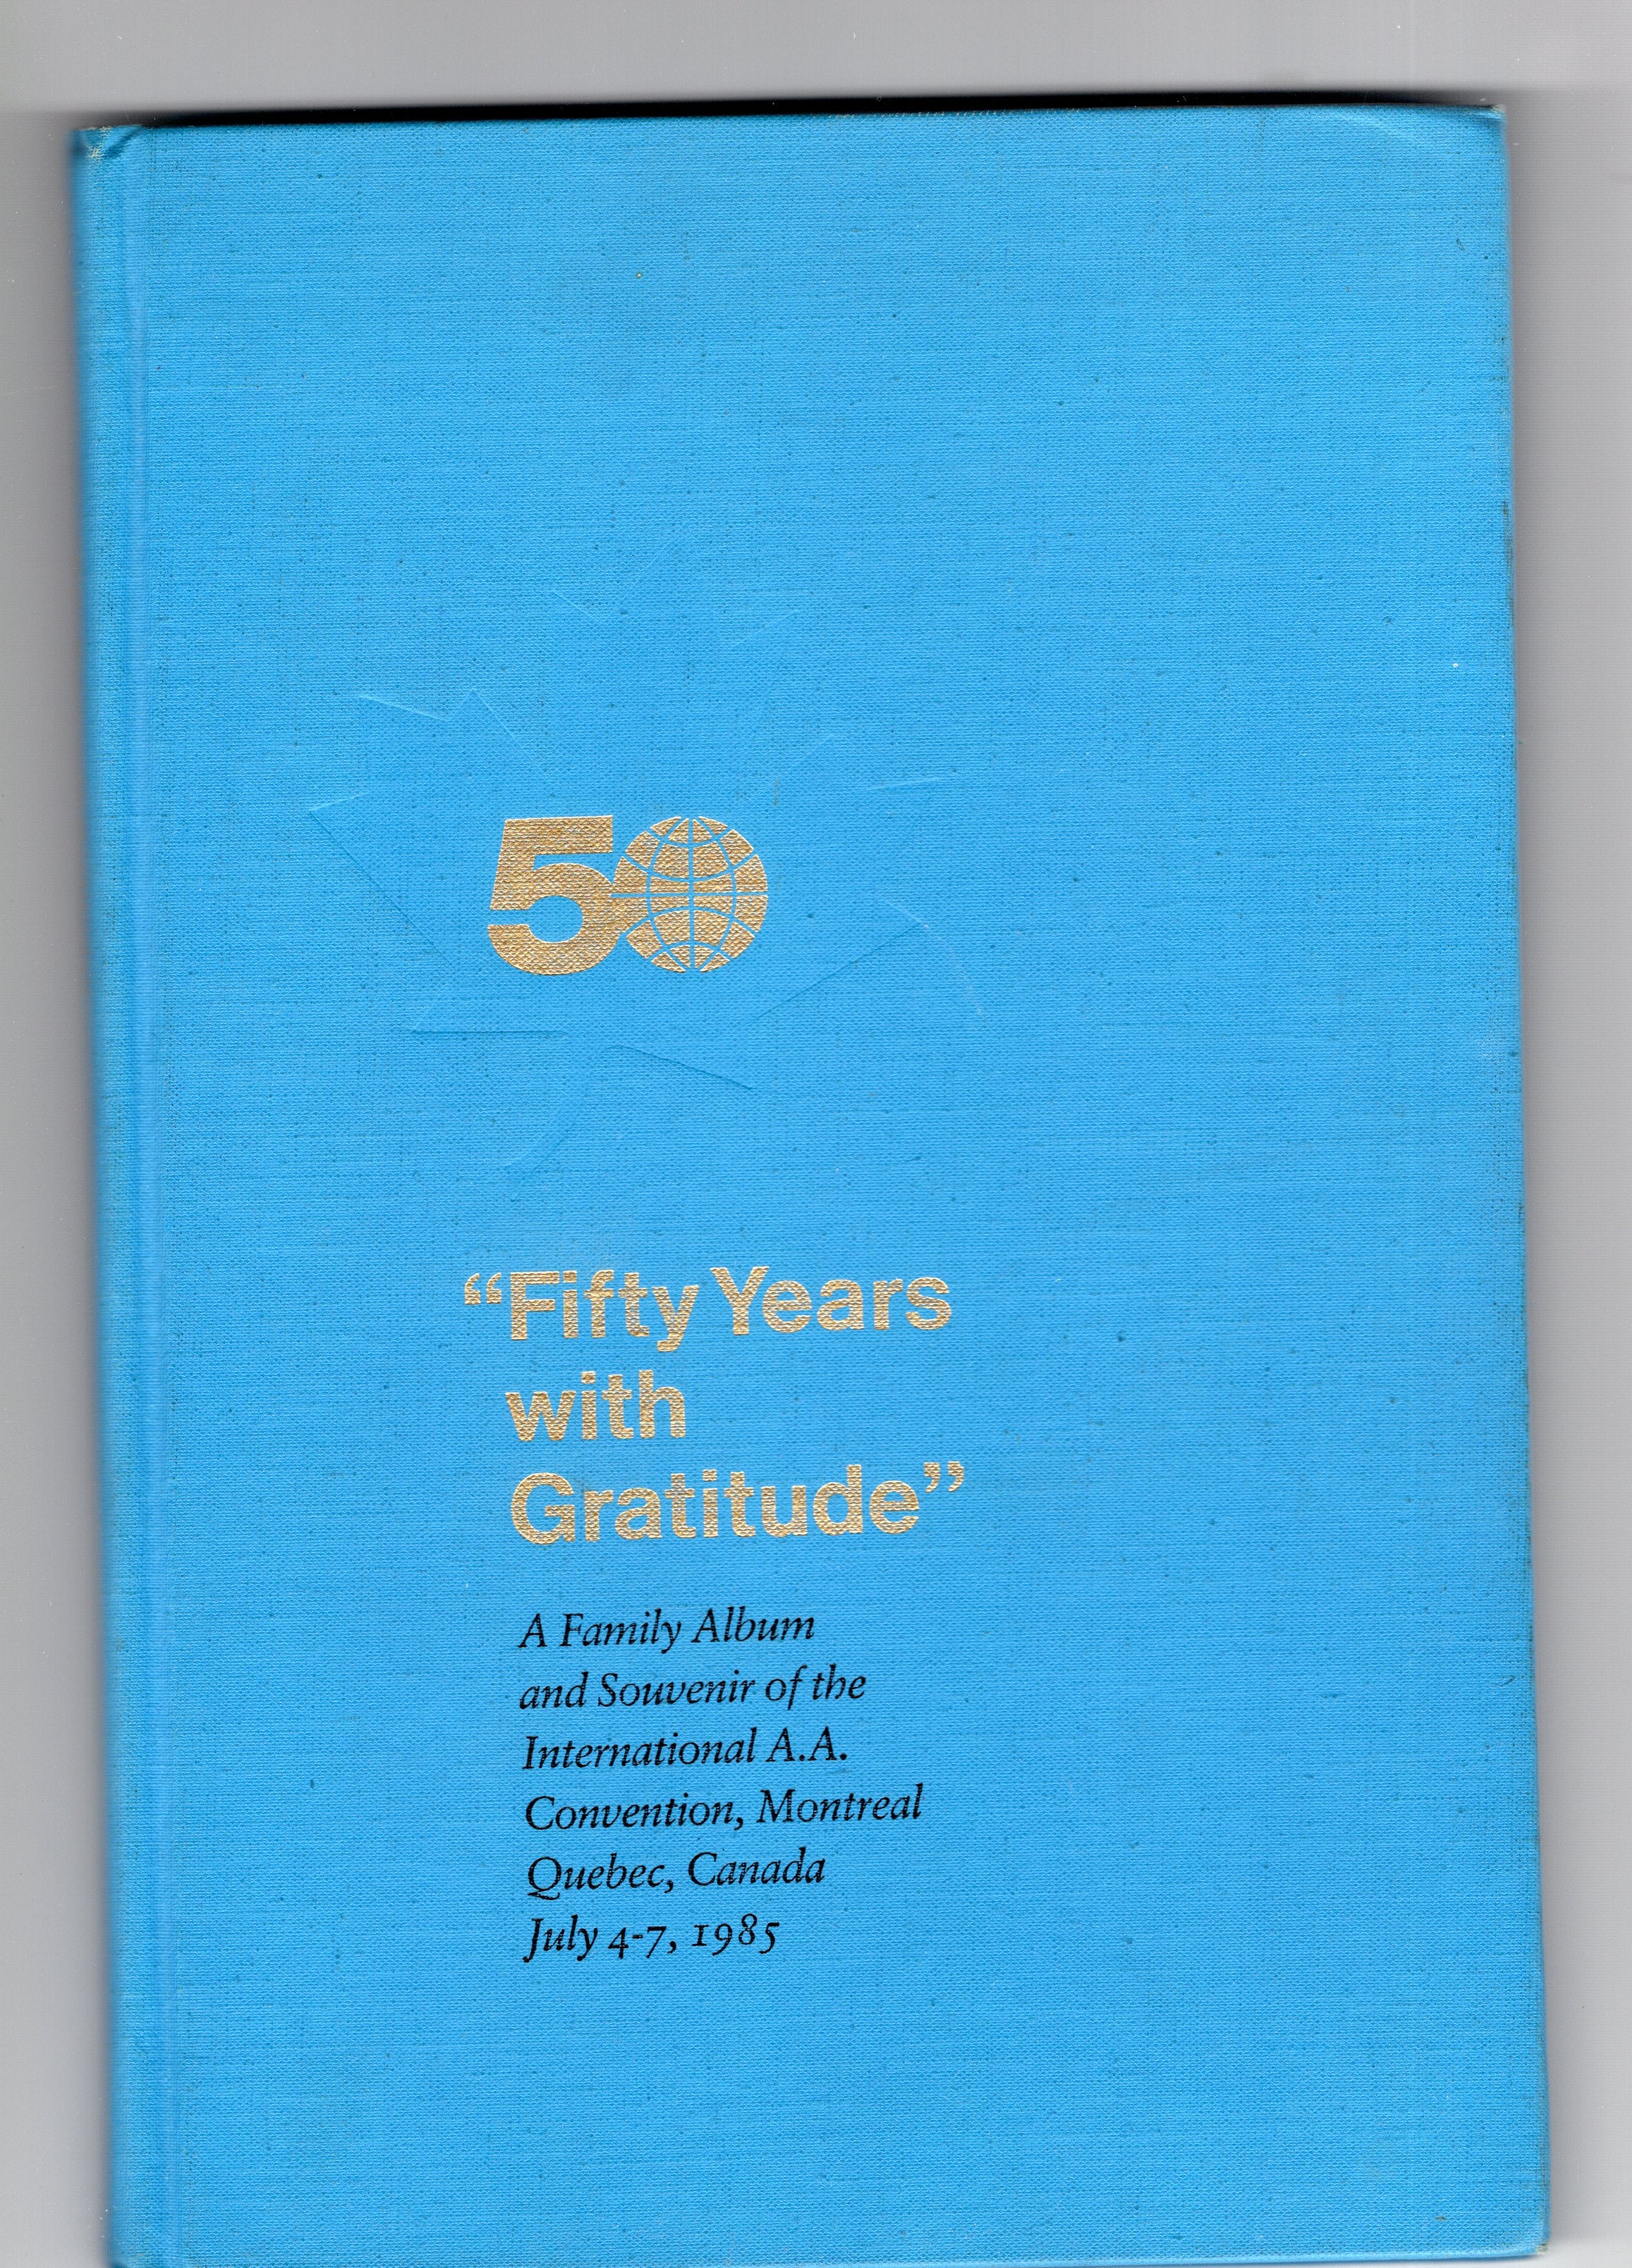 50
“Fifty Years
with
Gratitude”
A Family Album
and Souvenir of the
International A.A.
Convention, Montreal
Quebec, Canada
July 4-7, 1985